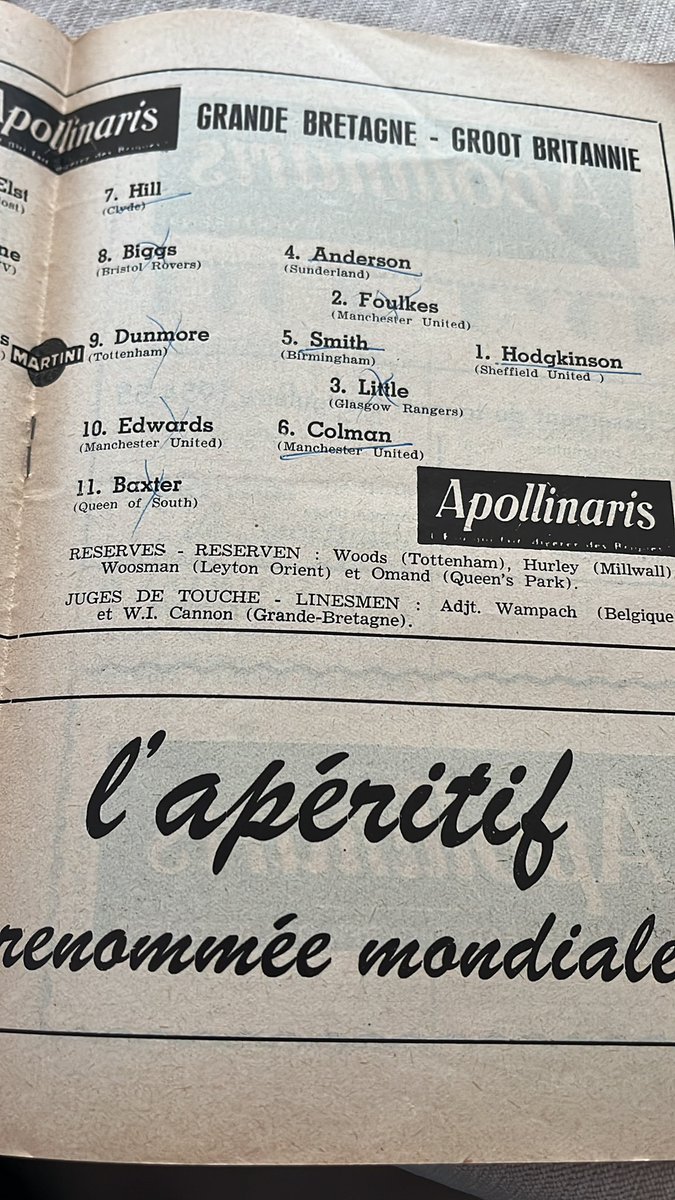 Apollinaris
GRANDE BRETAGNE - GROOT BRITANNIE
7. Hill
(Clyde)
8. Biggs
(Bristol Rovers)
4. Anderson
(Sunderland)
2. Foulkes
(Manchester United)
MARTINI
9. Dunmore
(Tottenham)
5. Smith
(Birmingham)
1. Hodgkinson
(Sheffield United )
3. Little
(Glasgow Rangers)
10. Edwards
(Manchester United)
6. Colman
(Manchester United)
11. Baxter
(Queen of South)
Apollinaris
RESERVES - RESERVEN : Woods (Tottenham), Hurley (Millwall)
Woosman (Leyton Orient) et Omand (Queen's Park).
JUGES DE TOUCHE - LINESMEN : Adjt. Wampach (Belgique
et W.I. Cannon (Grande-Bretagne).
l'apéritif
renommée mondiale